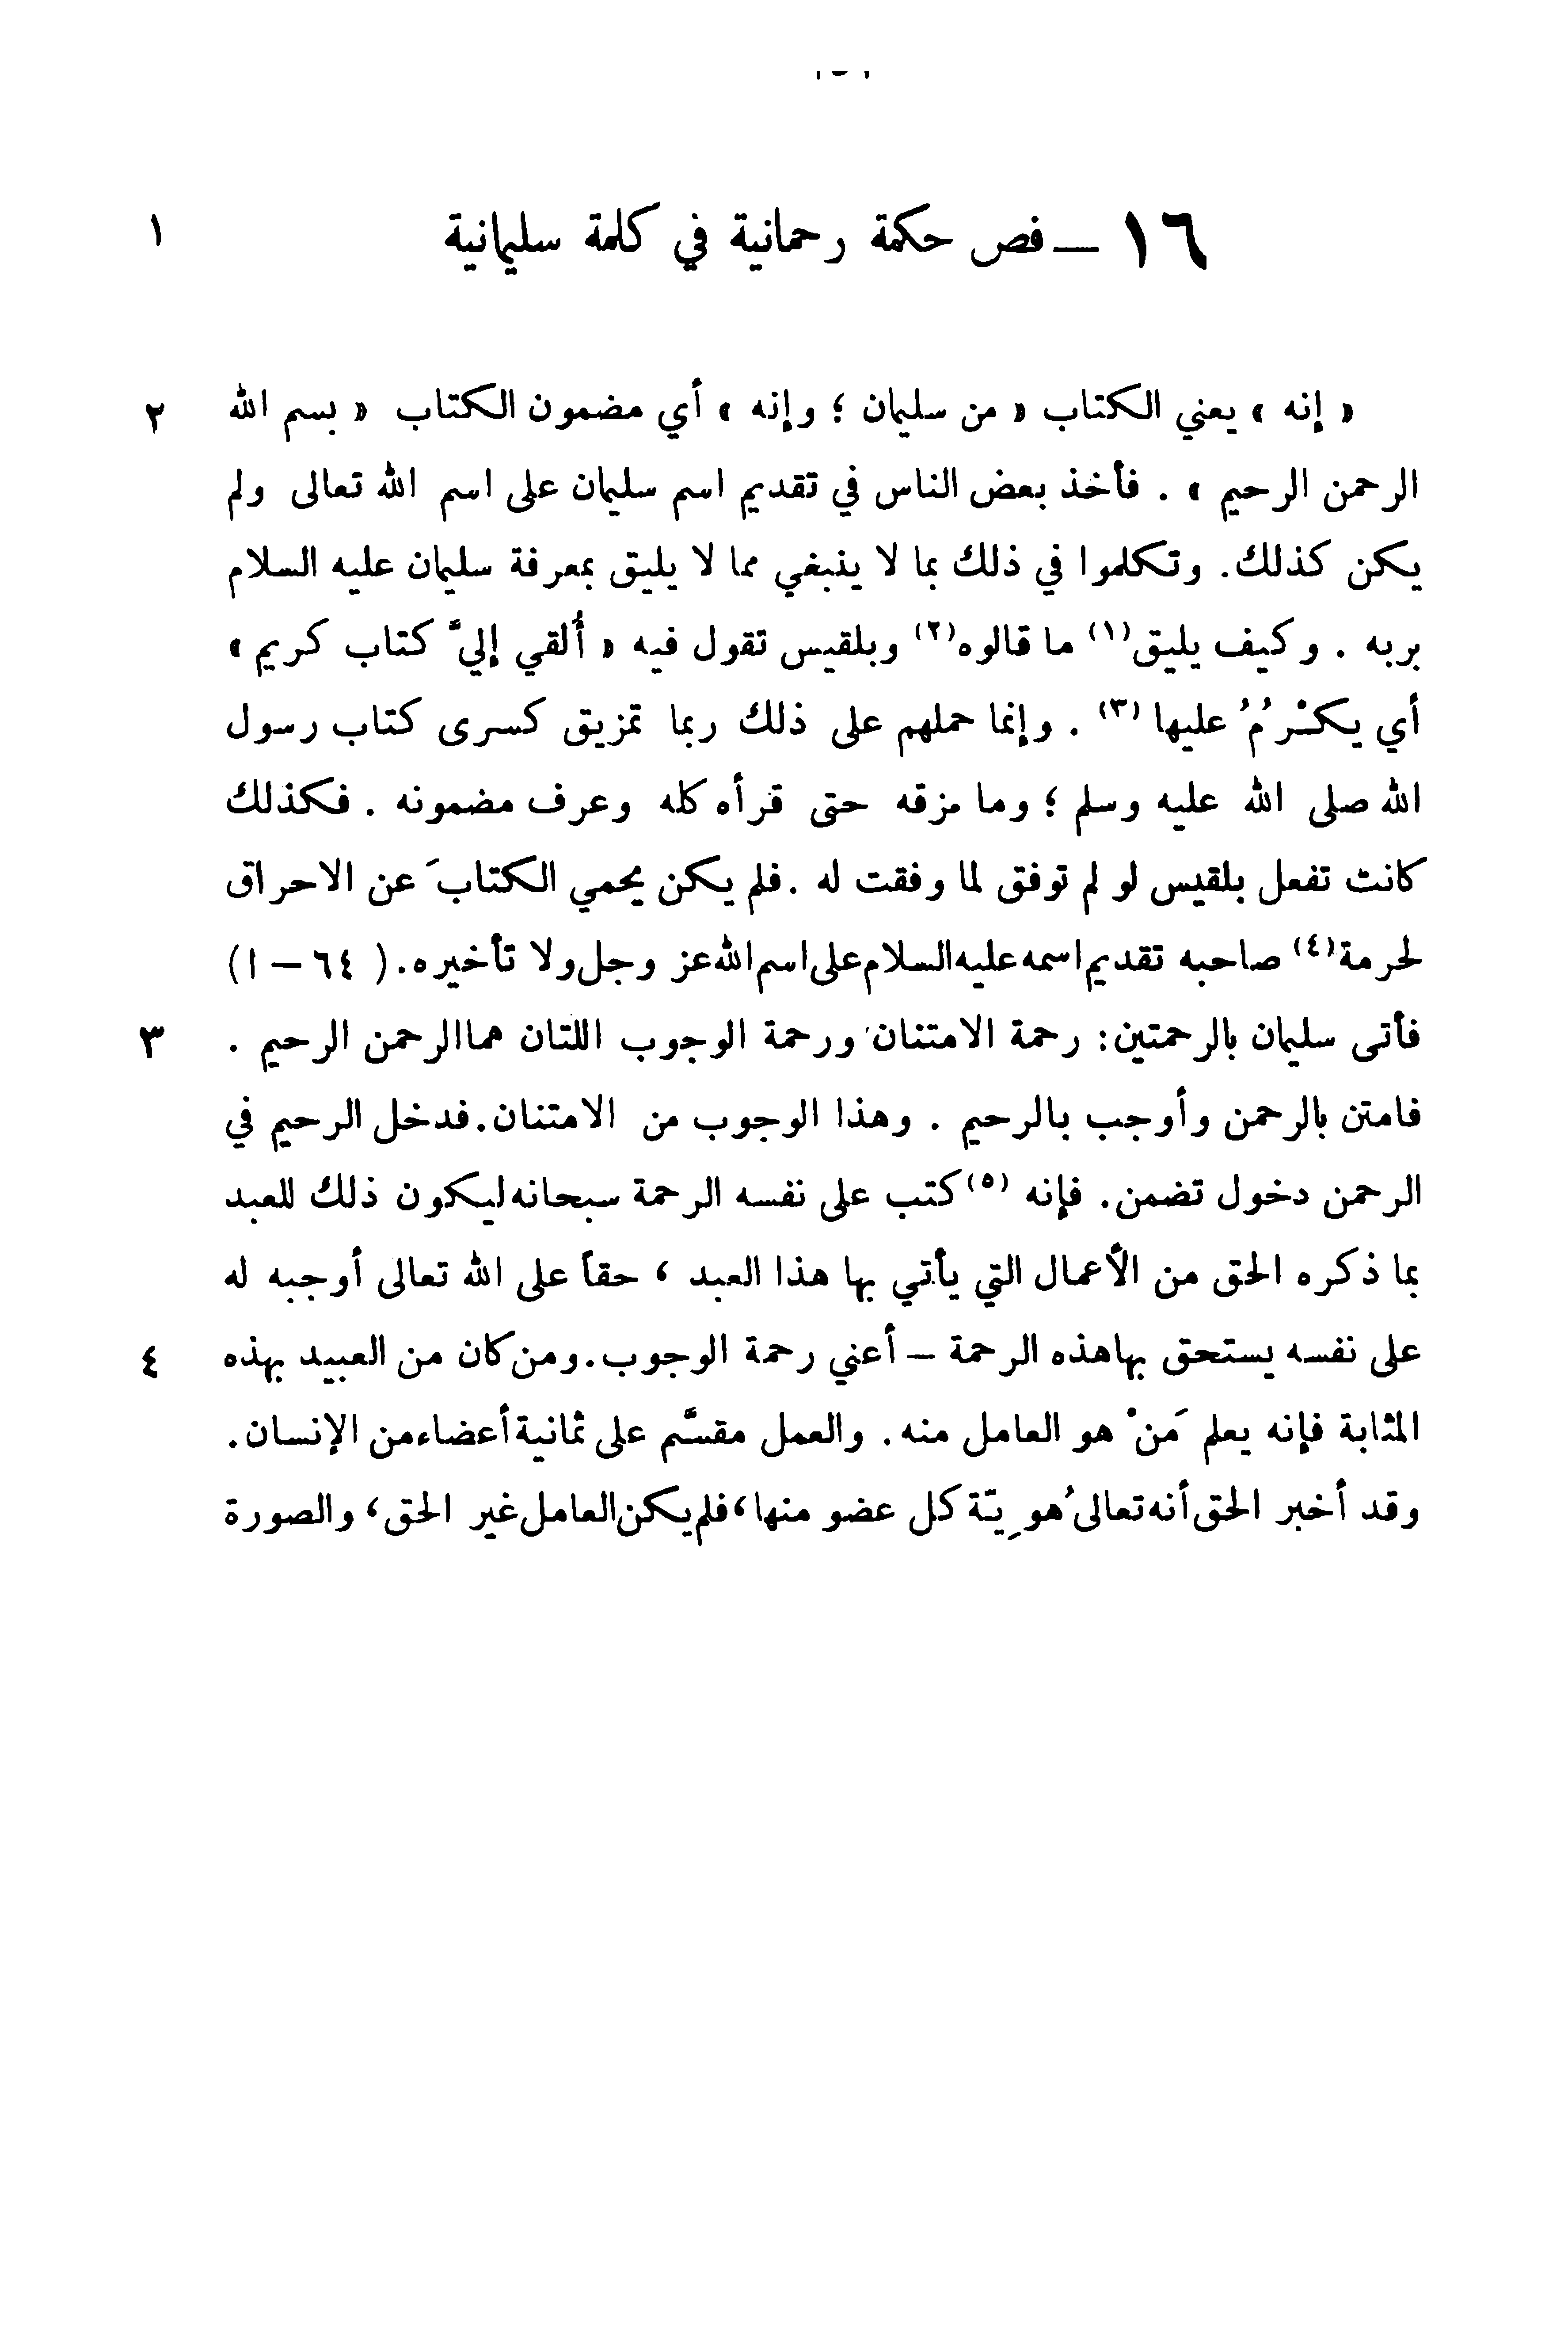 ١٦ — فص حكمة رحمانية في كلمة سليمانية ١
« إنه » يعني الكتاب « من سليمان ؛ وإنه » أي مضمون الكتاب « بسم الله ٢
الرحمن الرحيم » . فأخذ بعض الناس في تقديم اسم سليمان على اسم الله تعالى ولم
يكن كذلك. وتكلموا في ذلك بما لا ينبغي مما لا يليق بمعرفة سليمان عليه السلام
بربه . وكيف يليق(١) ما قالوه(٢) وبلقيس تقول فيه « أُلقي إليَّ كتاب كريم »
أي يكْرُمُ عليها (٣) . وإنما حملهم على ذلك ربما تمزيق كسرى كتاب رسول
الله صلى الله عليه وسلم ؛ وما مزقه حتى قرأه كله وعرف مضمونه . فكذلك
كانت تفعل بلقيس لو لم توفق لما وفقت له .فلم يكن يحمي الكتابَ عن الاحراق
لحرمة(٤) صاحبه تقديم اسمه عليه السلام على اسم الله عز وجل ولا تأخيره.( ٦٤ – ا)
فأتى سليمان بالرحمتين: رحمة الامتنان ورحمة الوجوب اللتان هما الرحمن الرحيم . ٣
فامتن بالرحمن وأوجب بالرحيم . وهذا الوجوب من الامتنان.فدخل الرحيم في
الرحمن دخول تضمن. فإنه (٥)كتب على نفسه الرحمة سبحانه ليكون ذلك للعبد
بما ذكره الحق من الأعمال التي يأتي بها هذا العبد ، حقاً على الله تعالى أوجبه له
على نفسه يستحق بها هذه الرحمة – أعني رحمة الوجوب.ومن كان من العبيد بهذه ٤
المثابة فإنه يعلم مَنْ هو العامل منه. والعمل مقسَّم على ثمانية أعضاء من الإنسان.
وقد أخبر الحق أنه تعالى هُوِيّة كل عضو منها، فلم يكن العامل غير الحق، والصورة